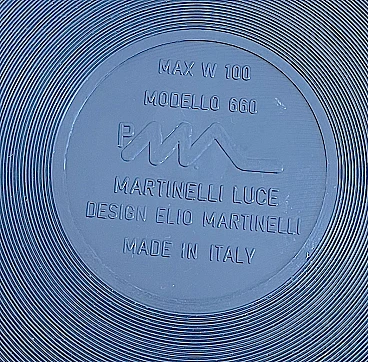 MAX W 100
MODELLO 660
MARTINELLI LUCE
DESIGN ELIO MARTINELLI
MADE IN ITALY